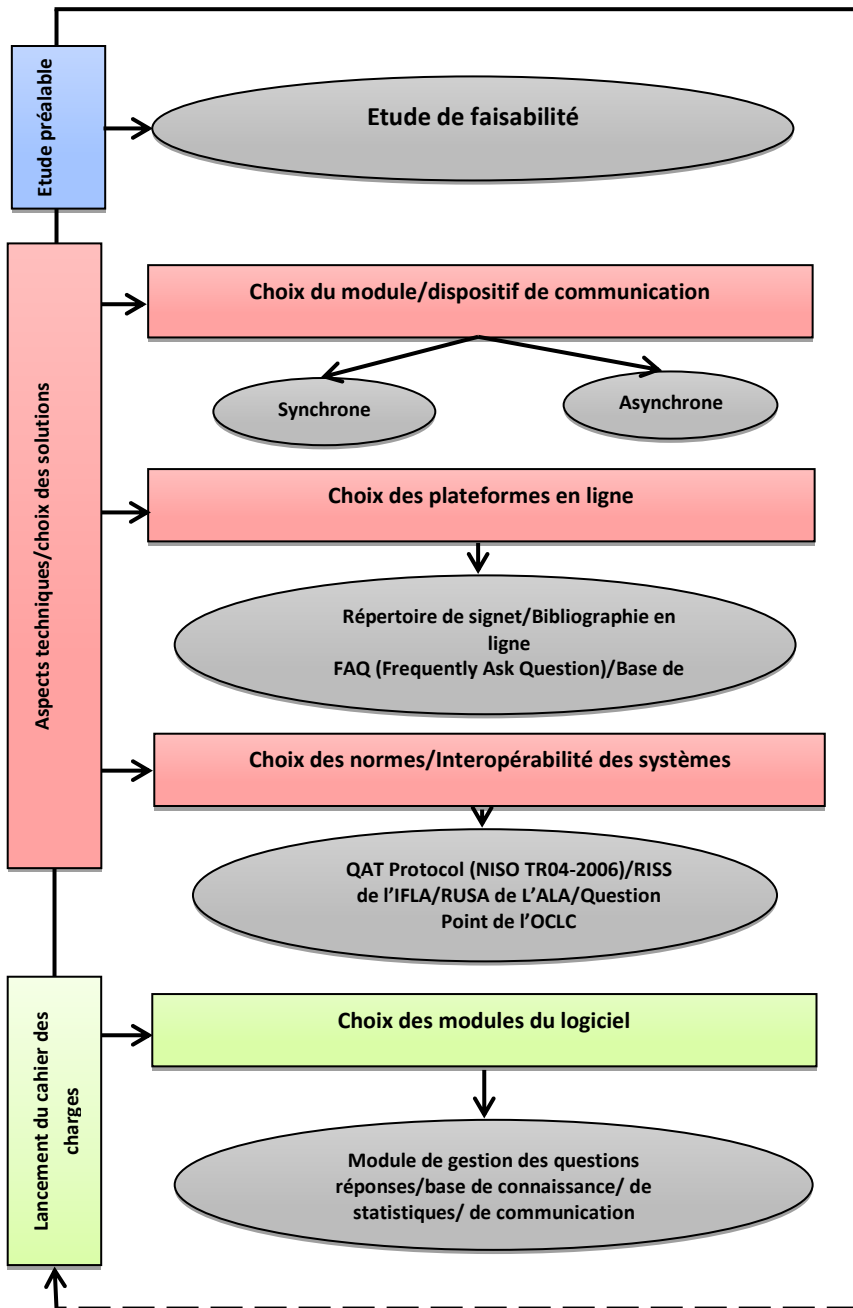 Etude préalable
Etude de faisabilité
Aspects techniques/choix des solutions
Choix du module/dispositif de communication
Synchrone
Asynchrone
Choix des plateformes en ligne
Répertoire de signet/Bibliographie en
ligne
FAQ (Frequently Ask Question)/Base de
Choix des normes/Interopérabilité des systèmes
QAT Protocol (NISO TR04-2006)/RISS
de l’IFLA/RUSA de L’ALA/Question
Point de l’OCLC
Lancement du cahier des
charges
Choix des modules du logiciel
Module de gestion des questions
réponses/base de connaissance/ de
statistiques/ de communication